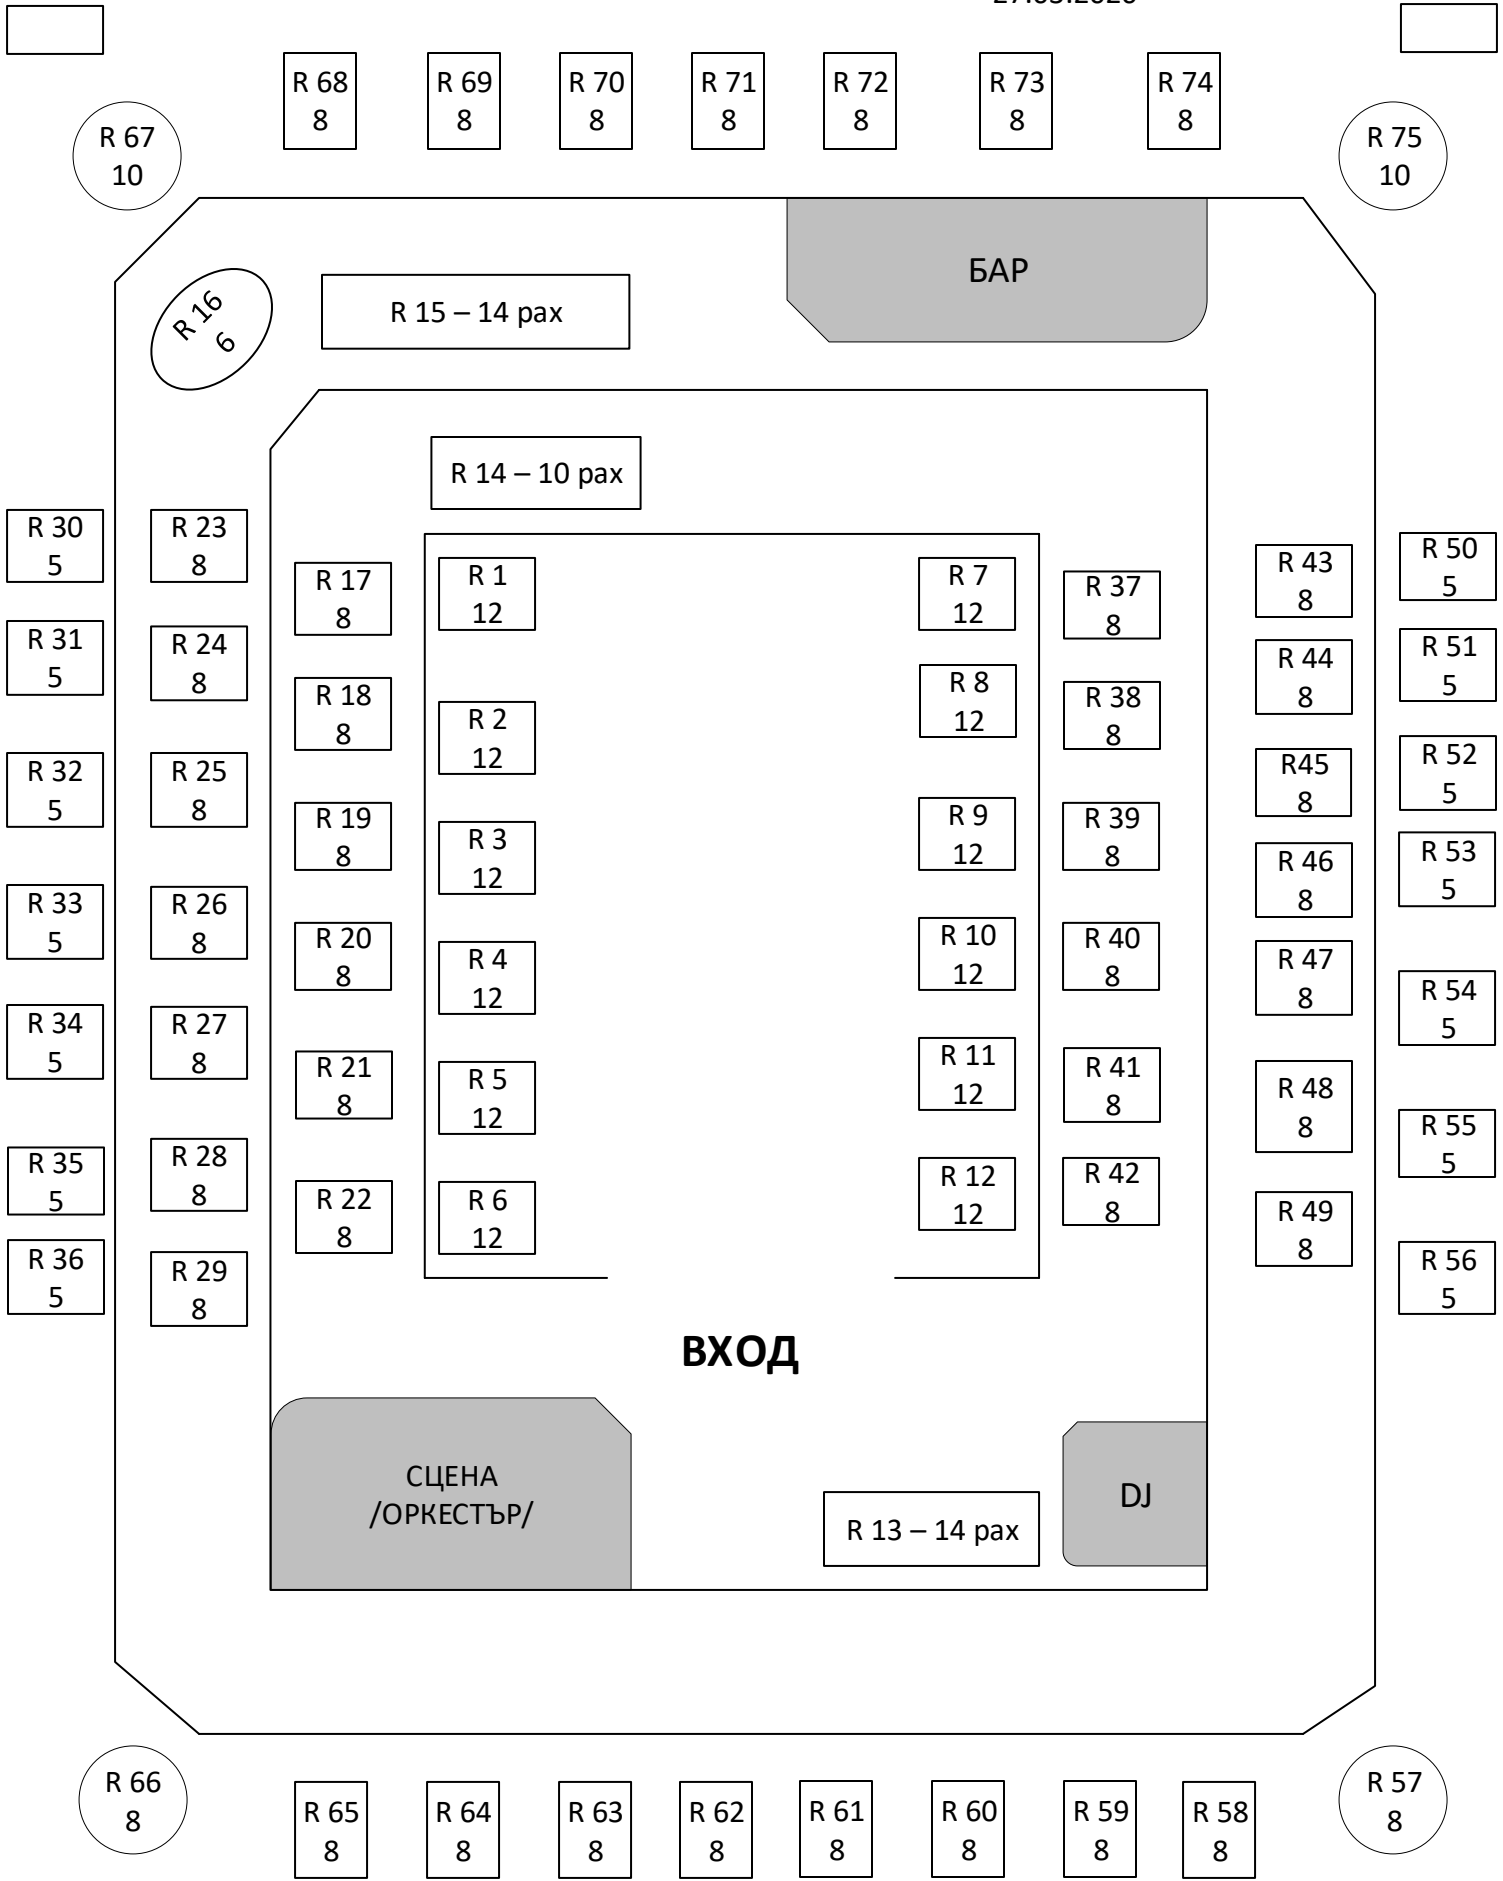 R 68
8
R 69
8
R 70
8
R 71
8
R 72
8
R 73
8
R 74
8
R 67
10
R 75
10
БАР
R 16
6
R 15 – 14 pax
R 14 – 10 pax
R 30
5
R 23
8
R 17
8
R 1
12
R 7
12
R 37
8
R 43
8
R 50
5
R 31
5
R 24
8
R 18
8
R 2
12
R 8
12
R 38
8
R 44
8
R 51
5
R 32
5
R 25
8
R 19
8
R 3
12
R 9
12
R 39
8
R45
8
R 52
5
R 33
5
R 26
8
R 20
8
R 4
12
R 10
12
R 40
8
R 46
8
R 53
5
R 34
5
R 27
8
R 21
8
R 5
12
R 11
12
R 41
8
R 47
8
R 54
5
R 35
5
R 28
8
R 22
8
R 6
12
R 12
12
R 42
8
R 48
8
R 55
5
R 36
5
R 29
8
R 49
8
R 56
5
ВХОД
СЦЕНА
/ОРКЕСТЪР/
DJ
R 13 – 14 pax
R 66
8
R 65
8
R 64
8
R 63
8
R 62
8
R 61
8
R 60
8
R 59
8
R 58
8
R 57
8